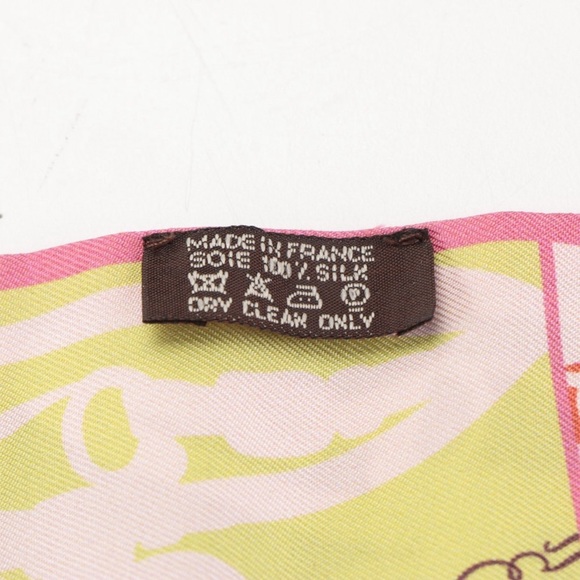 MADE IN FRANCE
SOIE 100% SILK
P
DRY CLEAN ONLY